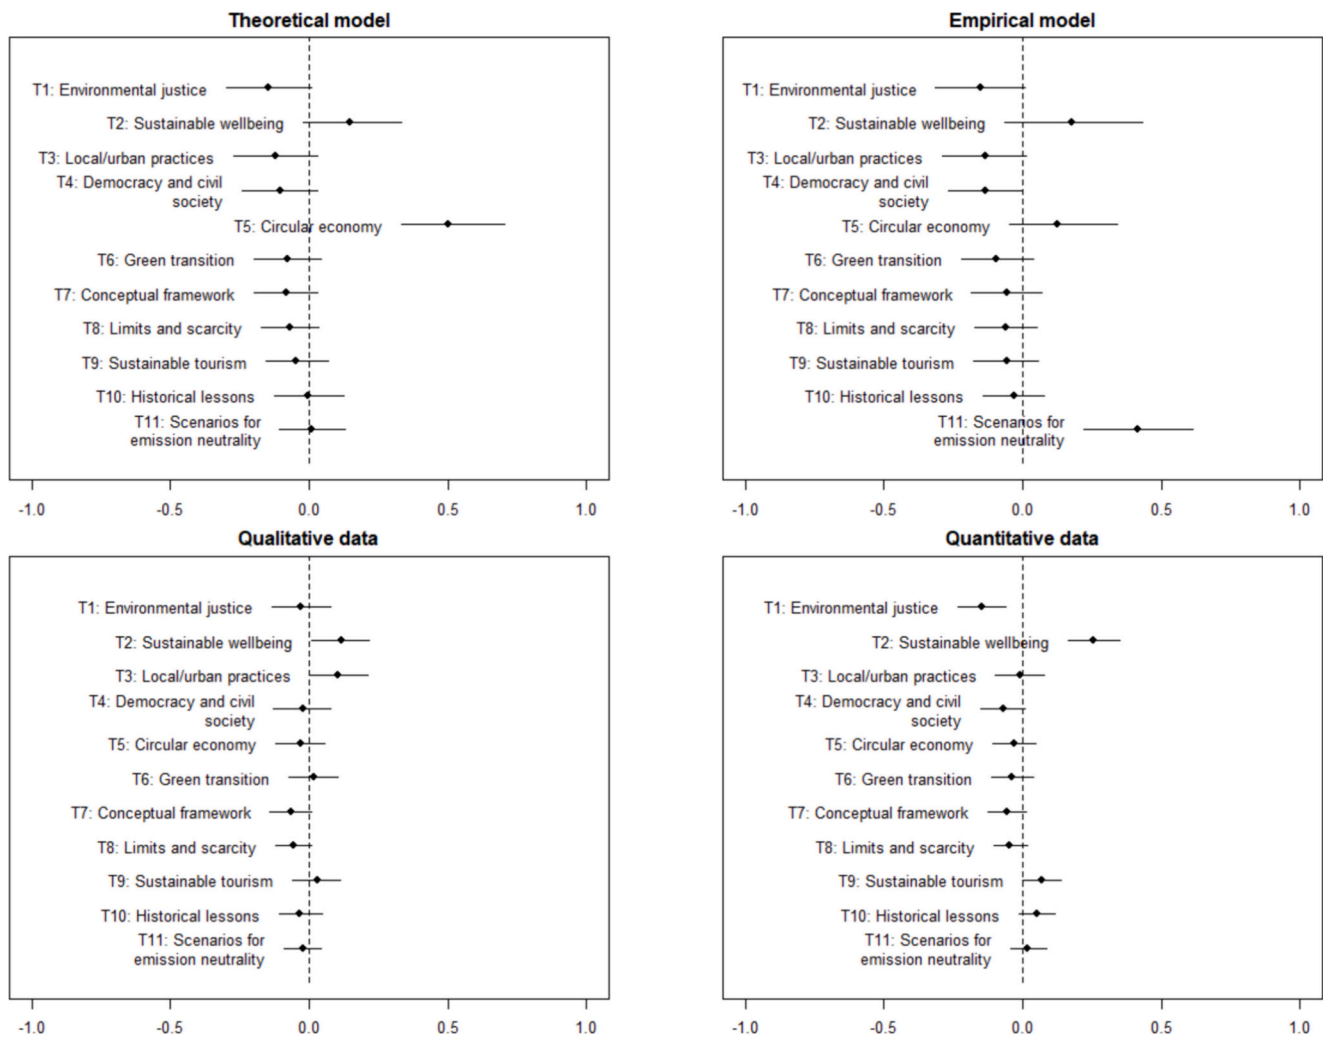 Theoretical model
T1: Environmental justice
T2: Sustainable wellbeing
T3: Local/urban practices
T4: Democracy and civil
society
T5: Circular economy
T6: Green transition
T7: Conceptual framework
T8: Limits and scarcity
T9: Sustainable tourism
T10: Historical lessons
T11: Scenarios for
emission neutrality
-1.0 -0.5 0.0 0.5 1.0
Empirical model
T1: Environmental justice
T2: Sustainable wellbeing
T3: Local/urban practices
T4: Democracy and civil
society
T5: Circular economy
T6: Green transition
T7: Conceptual framework
T8: Limits and scarcity
T9: Sustainable tourism
T10: Historical lessons
T11: Scenarios for
emission neutrality
-1.0 -0.5 0.0 0.5 1.0
Qualitative data
T1: Environmental justice
T2: Sustainable wellbeing
T3: Local/urban practices
T4: Democracy and civil
society
T5: Circular economy
T6: Green transition
T7: Conceptual framework
T8: Limits and scarcity
T9: Sustainable tourism
T10: Historical lessons
T11: Scenarios for
emission neutrality
-1.0 -0.5 0.0 0.5 1.0
Quantitative data
T1: Environmental justice
T2: Sustainable wellbeing
T3: Local/urban practices
T4: Democracy and civil
society
T5: Circular economy
T6: Green transition
T7: Conceptual framework
T8: Limits and scarcity
T9: Sustainable tourism
T10: Historical lessons
T11: Scenarios for
emission neutrality
-1.0 -0.5 0.0 0.5 1.0